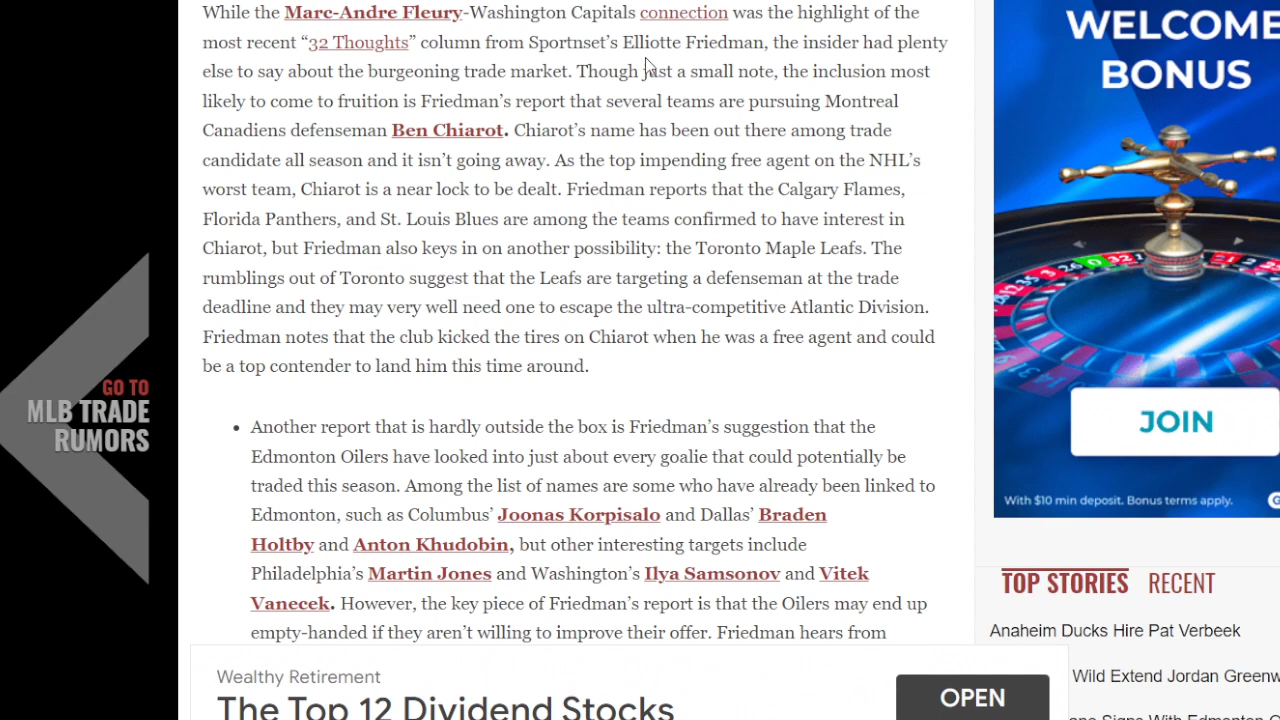 While the Marc-Andre Fleury-Washington Capitals connection was the highlight of the
most recent “32 Thoughts” column from Sportnset’s Elliotte Friedman, the insider had plenty
else to say about the burgeoning trade market. Though just a small note, the inclusion most
likely to come to fruition is Friedman’s report that several teams are pursuing Montreal
Canadiens defenseman Ben Chiarot. Chiarot’s name has been out there among trade
candidate all season and it isn’t going away. As the top impending free agent on the NHL’s
worst team, Chiarot is a near lock to be dealt. Friedman reports that the Calgary Flames,
Florida Panthers, and St. Louis Blues are among the teams confirmed to have interest in
Chiarot, but Friedman also keys in on another possibility: the Toronto Maple Leafs. The
rumblings out of Toronto suggest that the Leafs are targeting a defenseman at the trade
deadline and they may very well need one to escape the ultra-competitive Atlantic Division.
Friedman notes that the club kicked the tires on Chiarot when he was a free agent and could
be a top contender to land him this time around.
• Another report that is hardly outside the box is Friedman’s suggestion that the
Edmonton Oilers have looked into just about every goalie that could potentially be
traded this season. Among the list of names are some who have already been linked to
Edmonton, such as Columbus’ Joonas Korpisalo and Dallas’ Braden
Holtby and Anton Khudobin, but other interesting targets include
Philadelphia’s Martin Jones and Washington’s Ilya Samsonov and Vitek
Vanecek. However, the key piece of Friedman’s report is that the Oilers may end up
empty-handed if they aren’t willing to improve their offer. Friedman hears from
GO TO
MLB TRADE
RUMORS
WELCOME
BONUS
JOIN
With $10 min deposit. Bonus terms apply.
TOP STORIES RECENT
Anaheim Ducks Hire Pat Verbeek
Wild Extend Jordan Greenw
Signs With Edmonton O
Wealthy Retirement
The Top 12 Dividend Stocks
OPEN